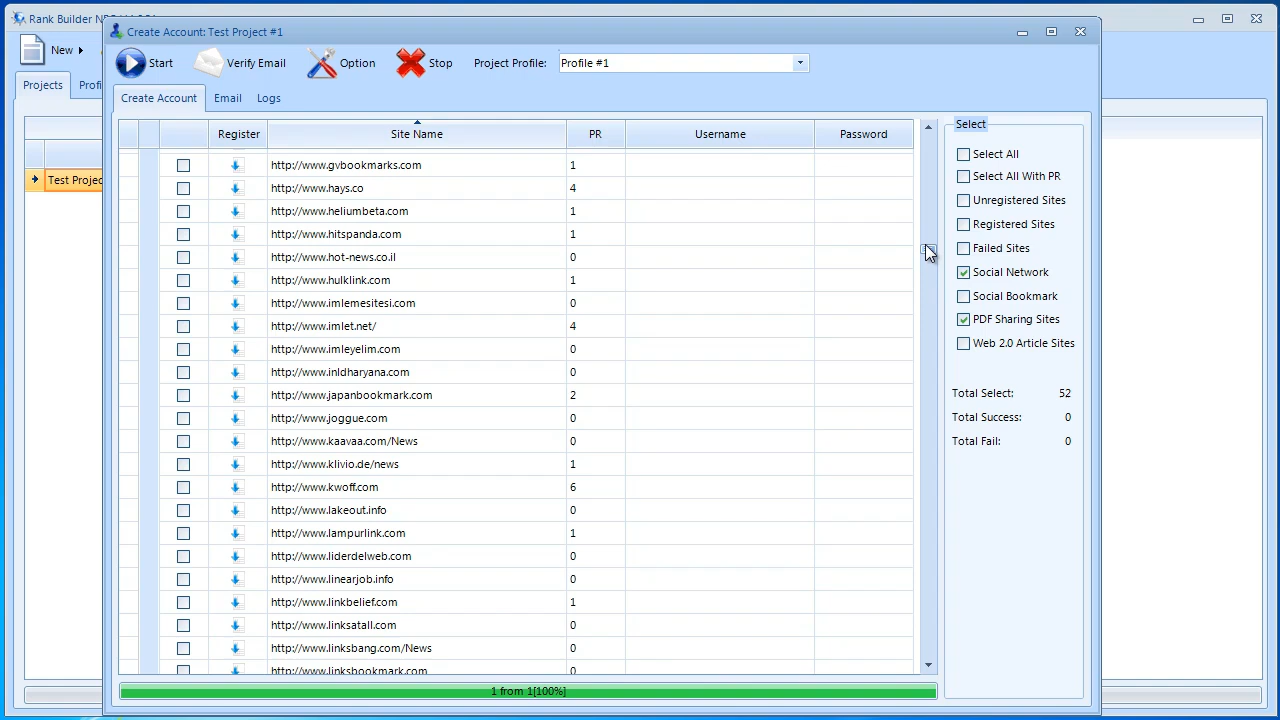 Rank Builder
Create Account: Test Project #1
New
Start
Verify Email
Option
Stop
Project Profile:
Profile #1
Projects
Profi
Create Account
Email
Logs
Register
Site Name
PR
Username
Password
Test Projec
http://www.gvbookmarks.com 1
http://www.hays.co 4
http://www.heliumbeta.com 1
http://www.hitspanda.com 1
http://www.hot-news.co.il 0
http://www.hulklink.com 1
http://www.imlemesitesi.com 0
http://www.imlet.net/ 4
http://www.imleyelim.com 0
http://www.inldharyana.com 0
http://www.japanbookmark.com 2
http://www.joggue.com 0
http://www.kaavaa.com/News 0
http://www.klivio.de/news 1
http://www.kwoff.com 6
http://www.lakeout.info 0
http://www.lampurlink.com 1
http://www.liderdelweb.com 0
http://www.linearjob.info 0
http://www.linkbelief.com 1
http://www.linksatall.com 0
http://www.linksbang.com/News 0
http://www.linksbookmark.com 0
1 from 1[100%]
Select
Select All
Select All With PR
Unregistered Sites
Registered Sites
Failed Sites
Social Network
Social Bookmark
PDF Sharing Sites
Web 2.0 Article Sites
Total Select: 52
Total Success: 0
Total Fail: 0